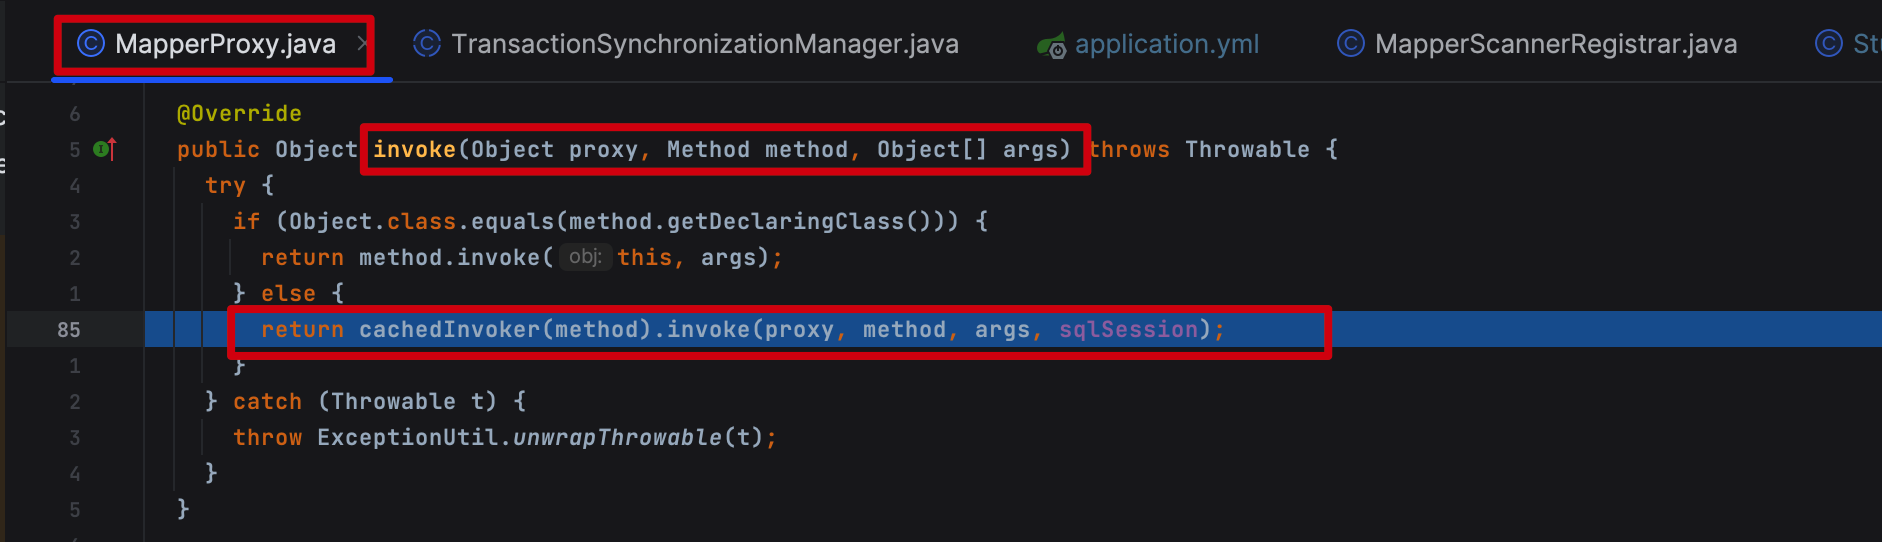 MapperProxy.java TransactionSynchronizationManager.java application.yml MapperScannerRegistrar.java
6 @Override
5 public Object invoke(Object proxy, Method method, Object[] args) throws Throwable {
4 try {
3 if (Object.class.equals(method.getDeclaringClass())) {
2 return method.invoke( obj: this, args);
1 } else {
85 return cachedInvoker(method).invoke(proxy, method, args, sqlSession);
1 }
2 } catch (Throwable t) {
3 throw ExceptionUtil.unwrapThrowable(t);
4 }
5 }